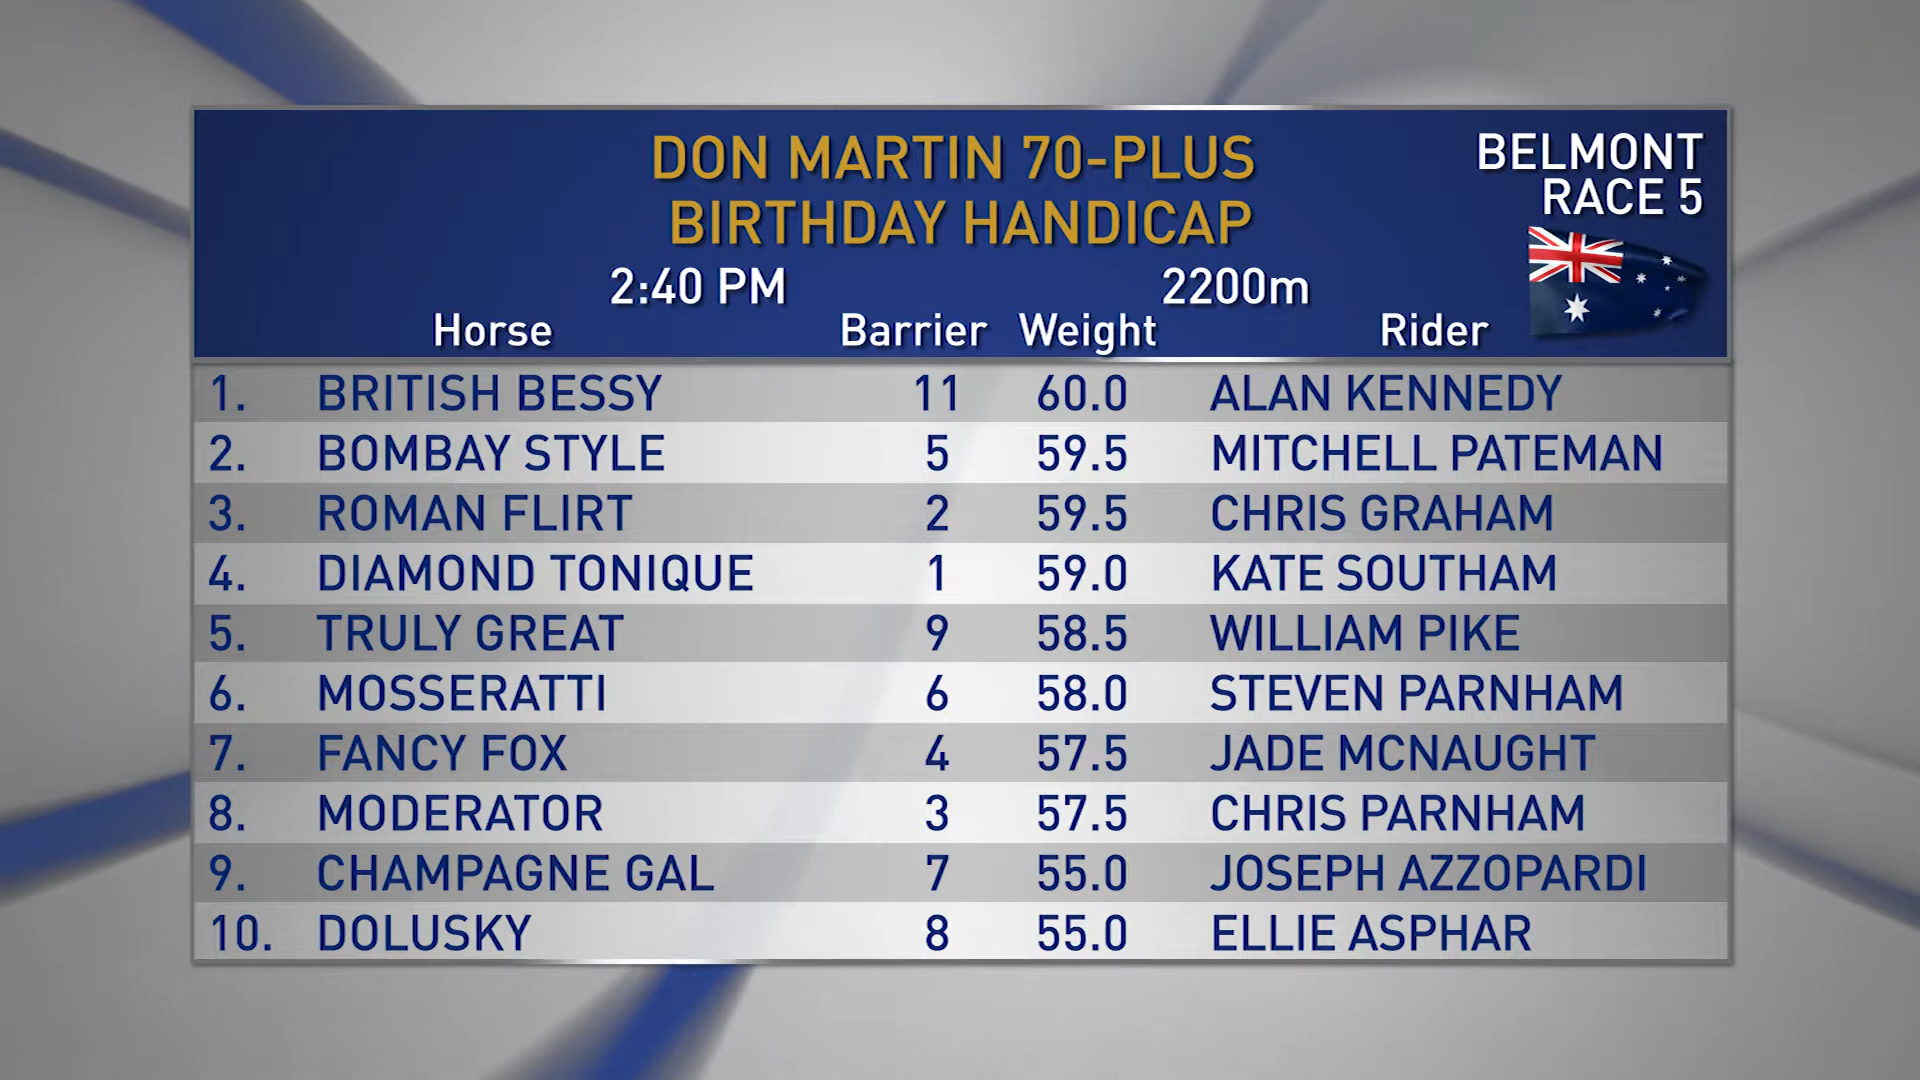 DON MARTIN 70-PLUS
BIRTHDAY HANDICAP
BELMONT
RACE 5
2:40 PM 2200m
Horse Barrier Weight Rider
1. BRITISH BESSY 11 60.0 ALAN KENNEDY
2. BOMBAY STYLE 5 59.5 MITCHELL PATEMAN
3. ROMAN FLIRT 2 59.5 CHRIS GRAHAM
4. DIAMOND TONIQUE 1 59.0 KATE SOUTHAM
5. TRULY GREAT 9 58.5 WILLIAM PIKE
6. MOSSERATTI 6 58.0 STEVEN PARNHAM
7. FANCY FOX 4 57.5 JADE MCNAUGHT
8. MODERATOR 3 57.5 CHRIS PARNHAM
9. CHAMPAGNE GAL 7 55.0 JOSEPH AZZOPARDI
10. DOLUSKY 8 55.0 ELLIE ASPHAR